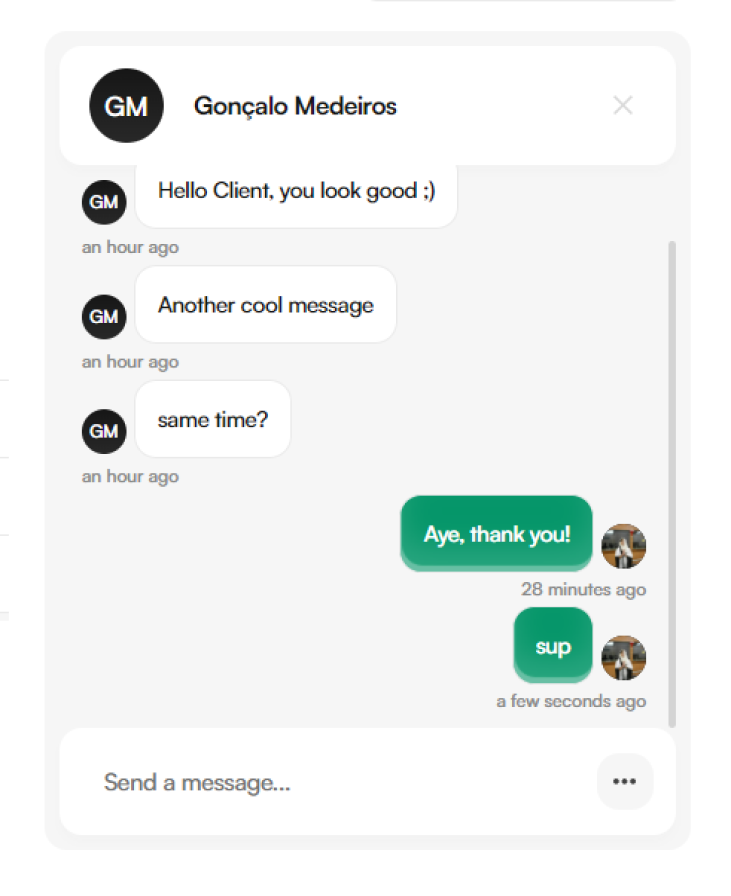 GM
Gonçalo Medeiros
Hello Client, you look good ;)
GM
an hour ago
Another cool message
GM
an hour ago
same time?
GM
an hour ago
Aye, thank you!
28 minutes ago
sup
a few seconds ago
Send a message...